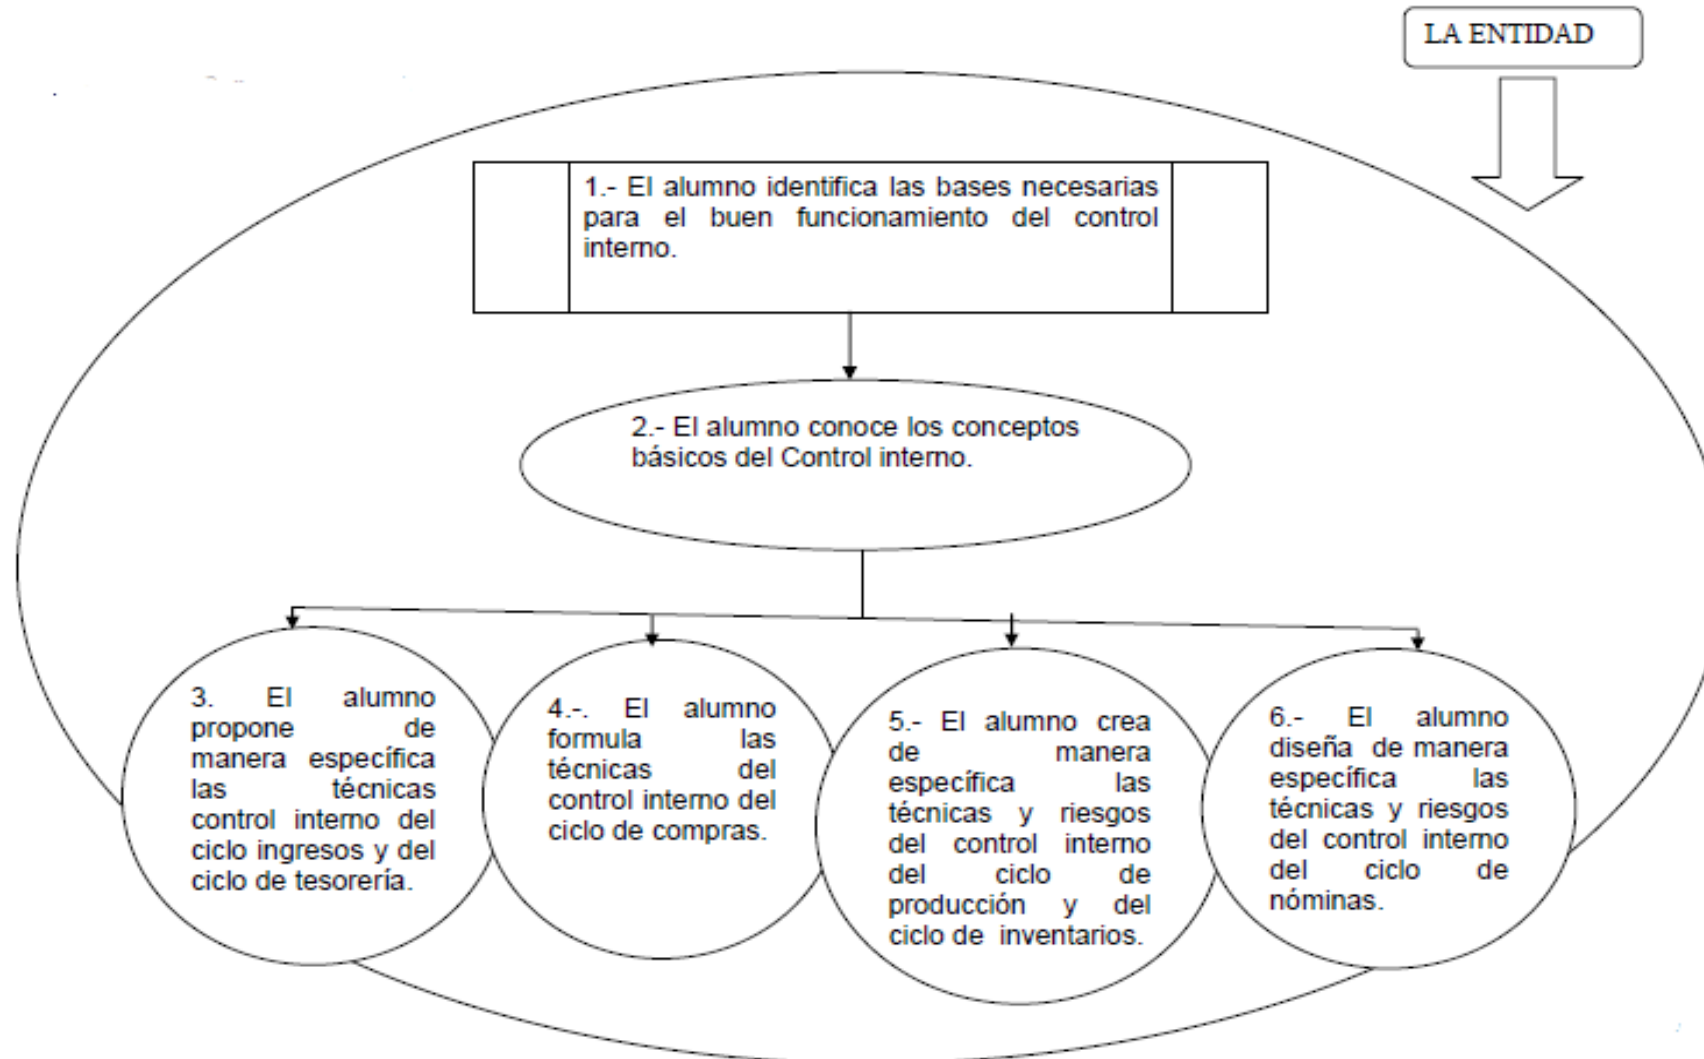 LA ENTIDAD
1.- El alumno identifica las bases necesarias
para el buen funcionamiento del control
interno.
2.- El alumno conoce los conceptos
básicos del Control interno.
3. El alumno
propone de
manera específica
las técnicas
control interno del
ciclo ingresos y del
ciclo de tesorería.
4.-. El alumno
formula las
técnicas del
control interno del
ciclo de compras.
5.- El alumno crea
de manera
específica las
técnicas y riesgos
del control interno
del ciclo de
producción y del
ciclo de inventarios.
6.- El alumno
diseña de manera
específica las
técnicas y riesgos
del control interno
del ciclo de
nóminas.